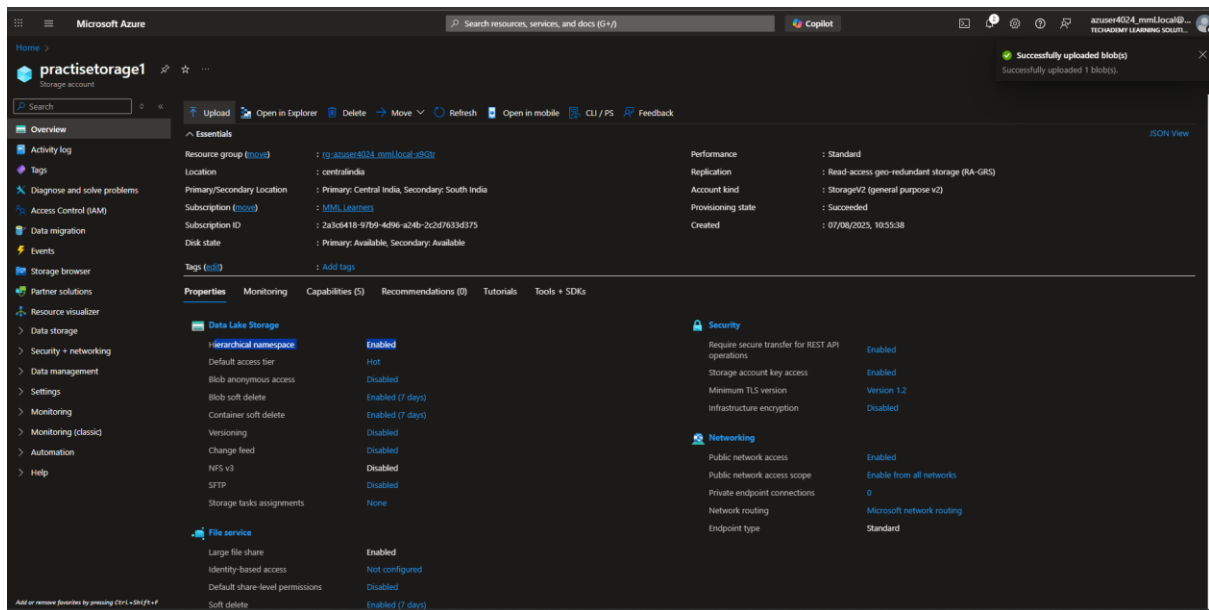 Microsoft Azure
Search resources, services, and docs (G+/)
Copilot
azuser4024_mml.local@...
TECHADEMY LEARNING SOLUTI...
Home >
practisetorage1
Storage account
Successfully uploaded blob(s)
Successfully uploaded 1 blob(s).
Search
Overview
Activity log
Tags
Diagnose and solve problems
Access Control (IAM)
Data migration
Events
Storage browser
Partner solutions
Resource visualizer
Data storage
Security + networking
Data management
Settings
Monitoring
Monitoring (classic)
Automation
Help
Add or remove favorites by pressing Ctrl+Shift+F
Upload Open in Explorer Delete Move Refresh Open in mobile CLI / PS Feedback
Essentials
JSON View
Resource group (move) : rg-azuser4024_mml.local-x9Gtr
Location : centralindia
Primary/Secondary Location : Primary: Central India, Secondary: South India
Subscription (move) : MML Learners
Subscription ID : 2a3c6418-97b9-4d96-a24b-2c2d7633d375
Disk state : Primary: Available, Secondary: Available
Tags (edit) : Add tags
Performance : Standard
Replication : Read-access geo-redundant storage (RA-GRS)
Account kind : StorageV2 (general purpose v2)
Provisioning state : Succeeded
Created : 07/08/2025, 10:55:38
Properties Monitoring Capabilities (5) Recommendations (0) Tutorials Tools + SDKs
Data Lake Storage
Hierarchical namespace Enabled
Default access tier Hot
Blob anonymous access Disabled
Blob soft delete Enabled (7 days)
Container soft delete Enabled (7 days)
Versioning Disabled
Change feed Disabled
NFS v3 Disabled
SFTP Disabled
Storage tasks assignments None
File service
Large file share Enabled
Identity-based access Not configured
Default share-level permissions Disabled
Soft delete Enabled (7 days)
Security
Require secure transfer for REST API
operations Enabled
Storage account key access Enabled
Minimum TLS version Version 1.2
Infrastructure encryption Disabled
Networking
Public network access Enabled
Public network access scope Enable from all networks
Private endpoint connections 0
Network routing Microsoft network routing
Endpoint type Standard